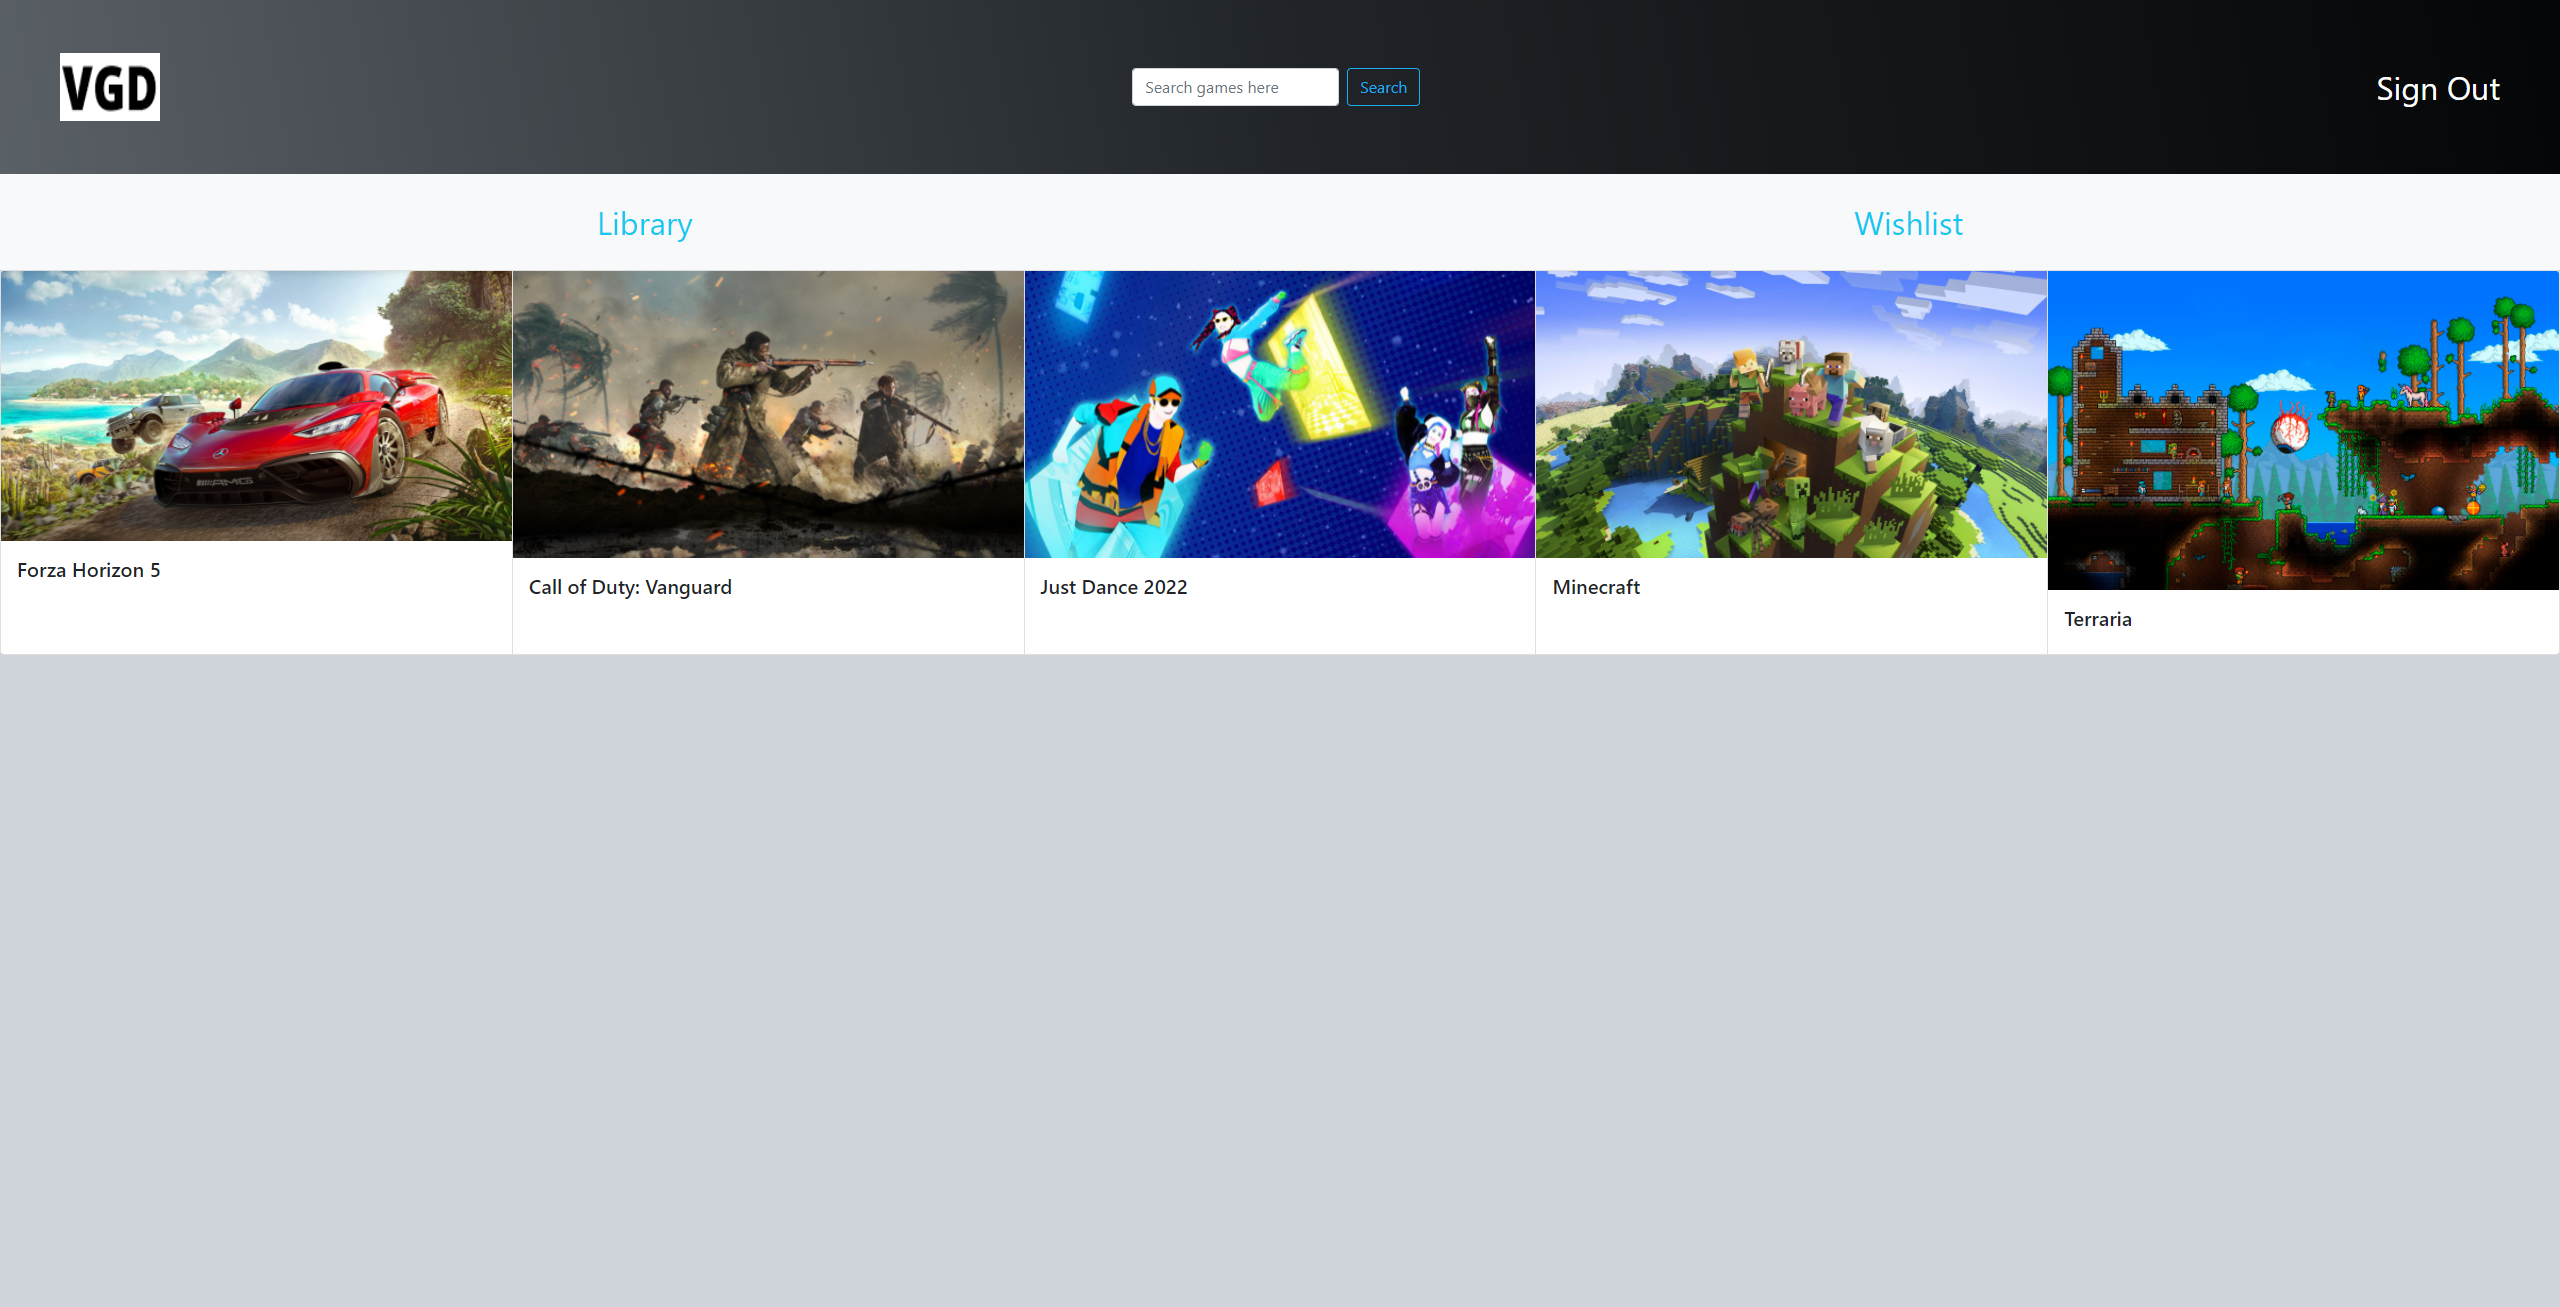 VGD
Search games here
Search
Sign Out
Library
Wishlist
AMG
Forza Horizon 5
Call of Duty: Vanguard
Just Dance 2022
Minecraft
Terraria